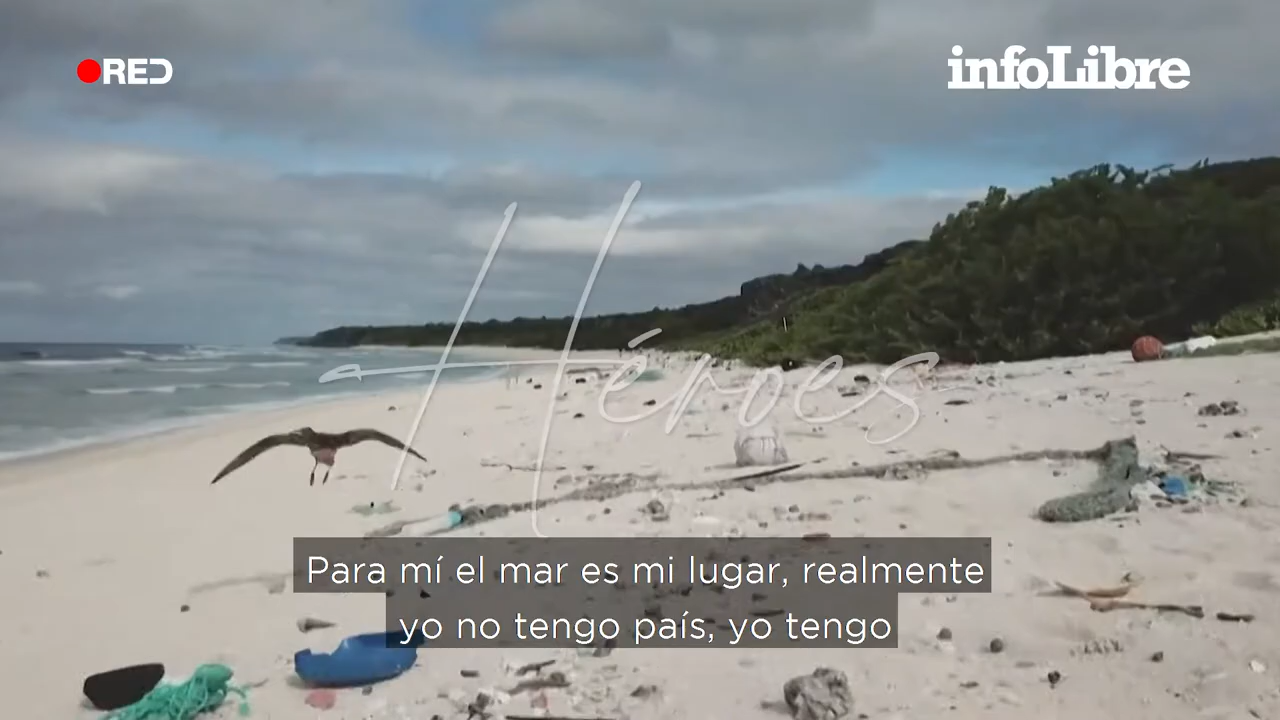 RED
infoLibre
Héroes
Para mí el mar es mi lugar, realmente
yo no tengo país, yo tengo